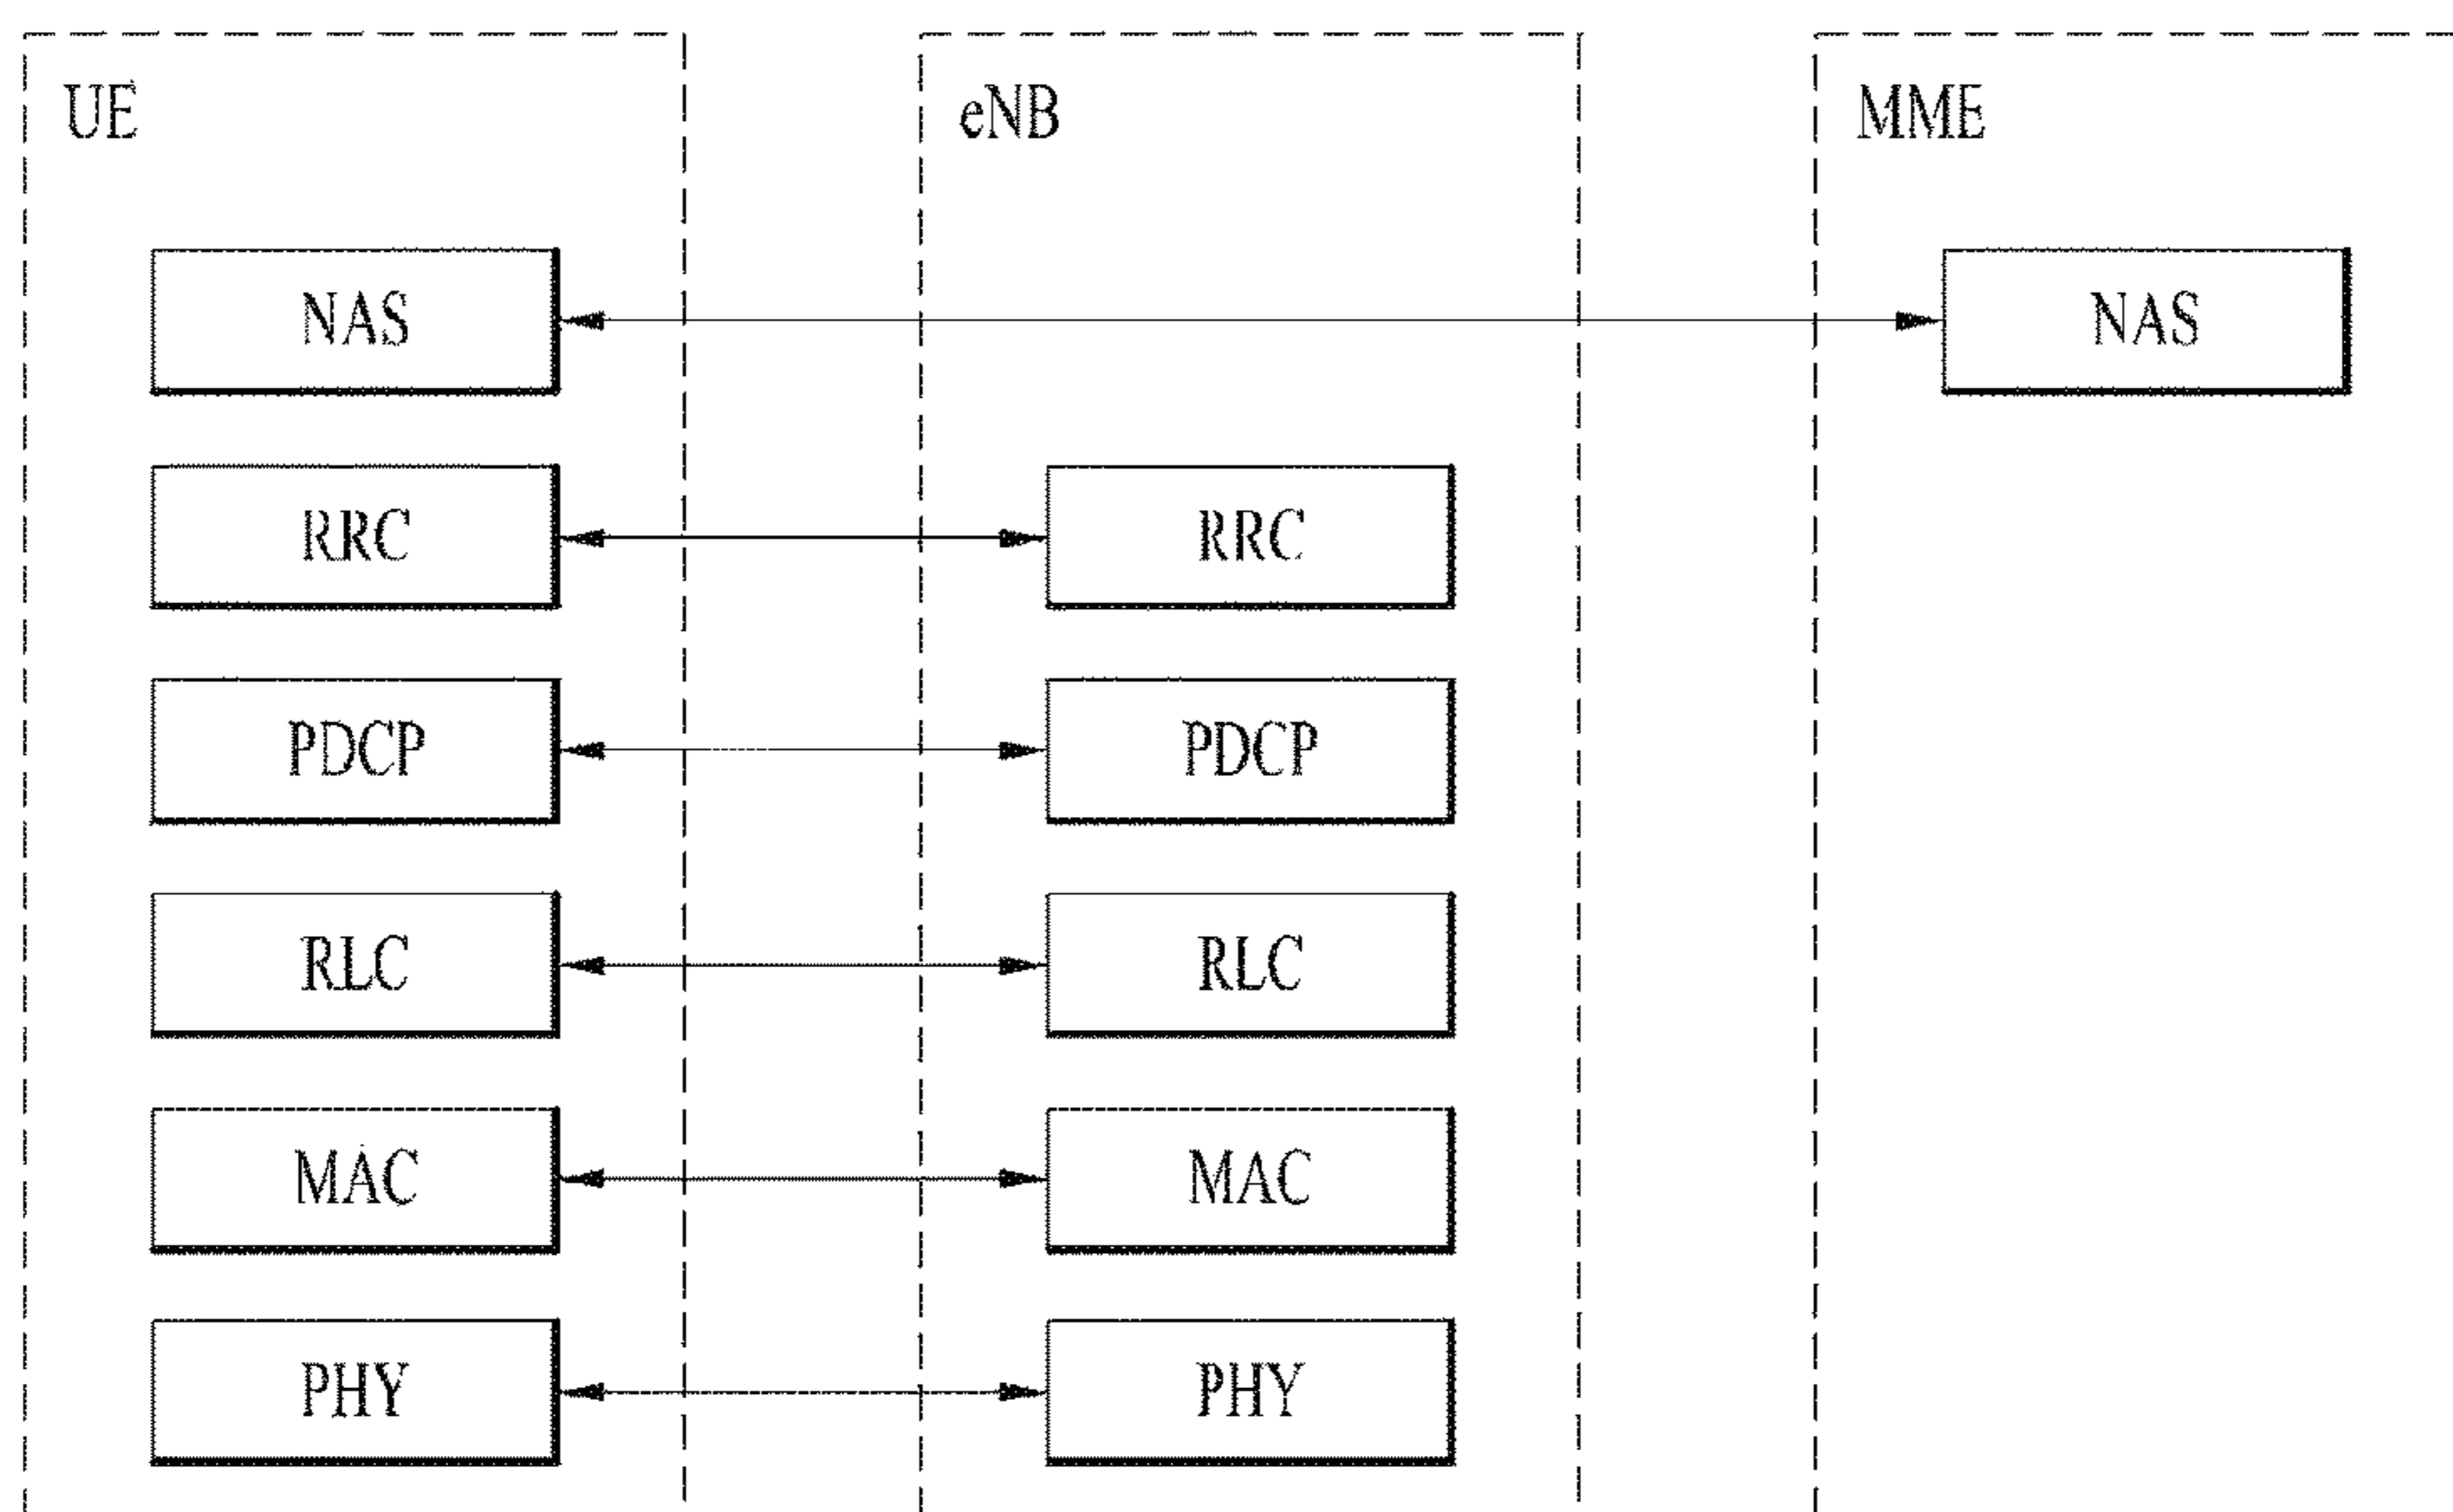 UE
eNB
MME
NAS
NAS
RRC
RRC
PDCP
PDCP
RLC
RLC
MAC
MAC
PHY
PHY